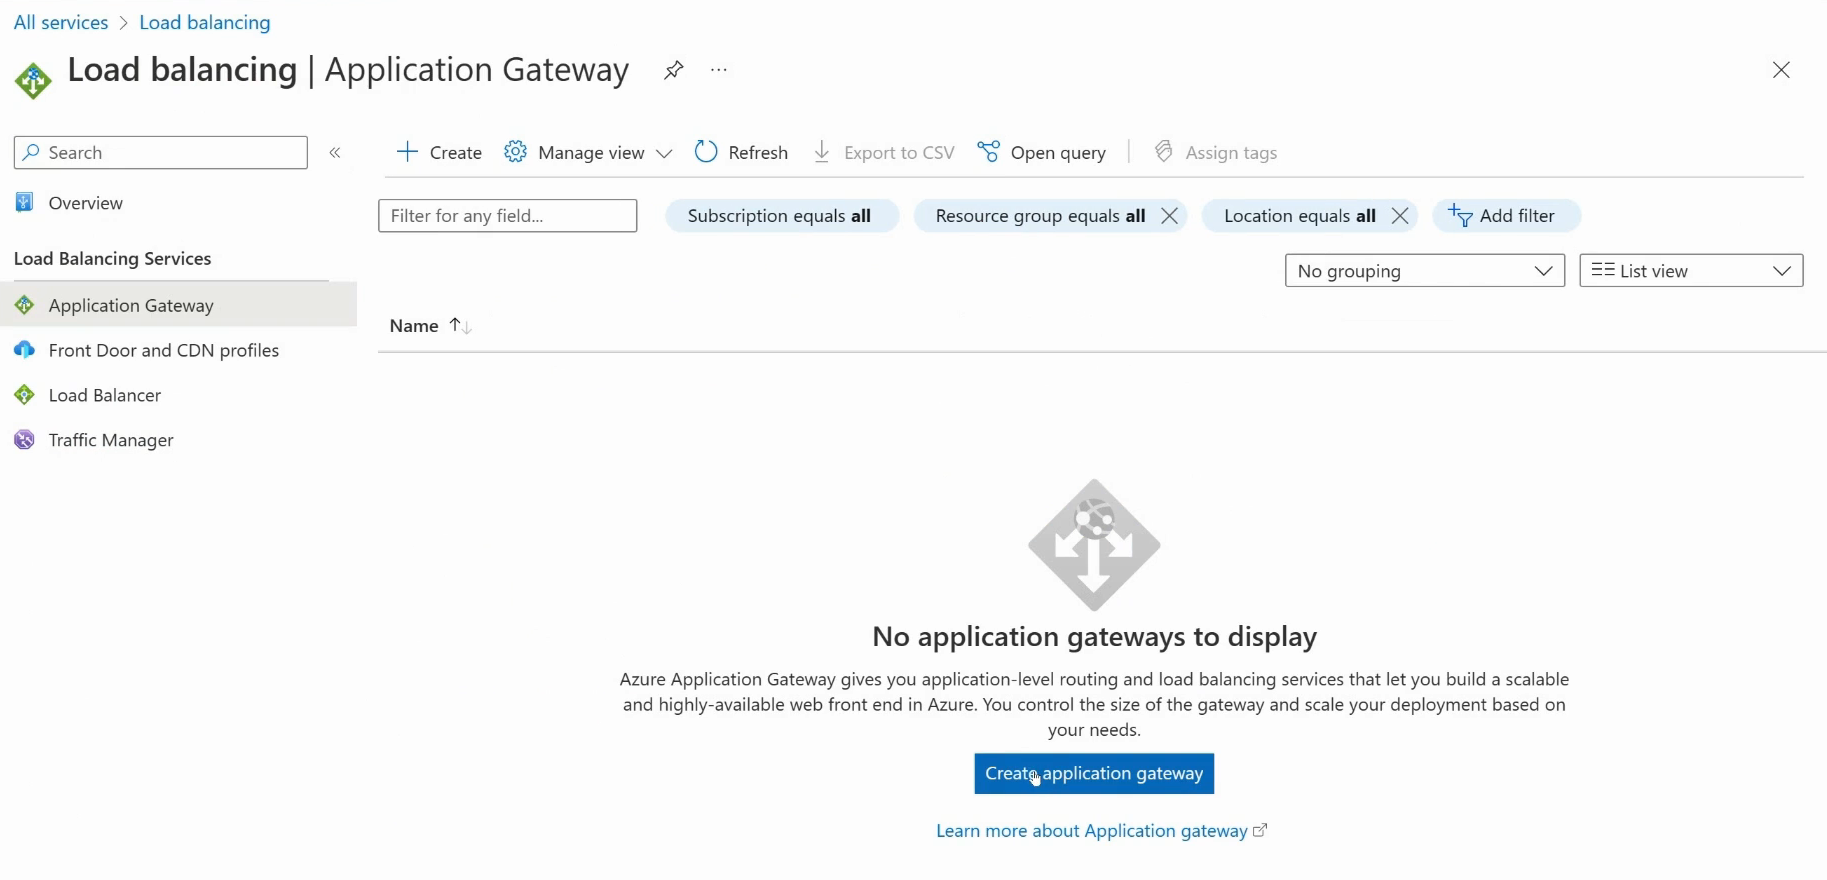 All services > Load balancing
Load balancing | Application Gateway ...
Search «
Overview
Load Balancing Services
Application Gateway
Front Door and CDN profiles
Load Balancer
Traffic Manager
Create Manage view Refresh Export to CSV Open query Assign tags
Filter for any field... Subscription equals all Resource group equals all Location equals all Add filter
No grouping List view
Name ↑↓
No application gateways to display
Azure Application Gateway gives you application-level routing and load balancing services that let you build a scalable
and highly-available web front end in Azure. You control the size of the gateway and scale your deployment based on
your needs.
Create application gateway
Learn more about Application gateway